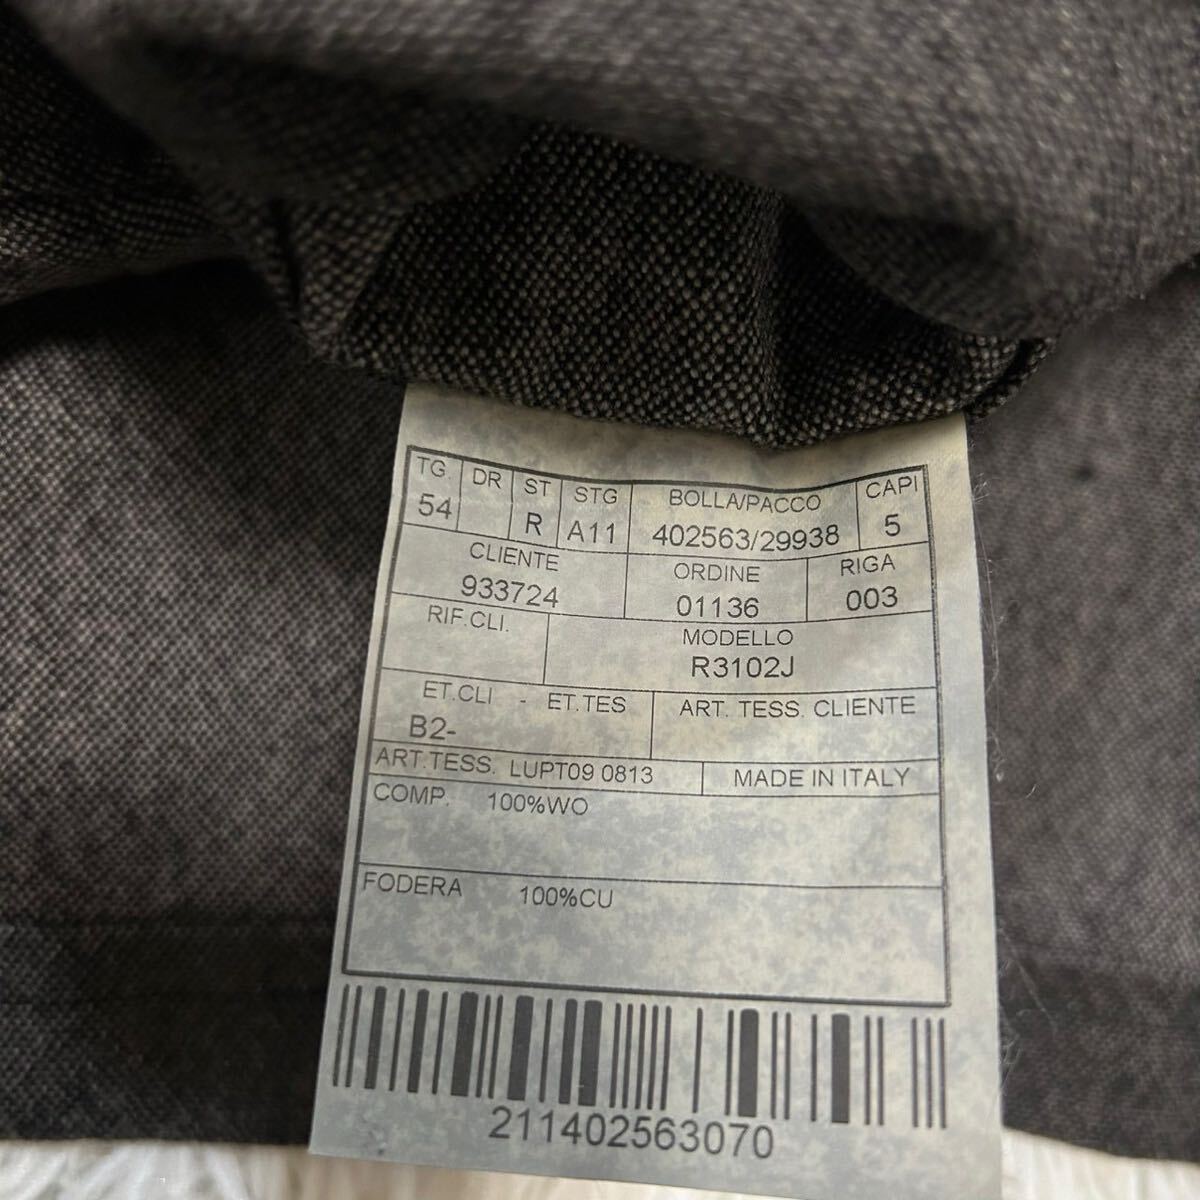 TG. DR ST STG BOLLA/PACCO CAPI
54 R A11 402563/29938 5
CLIENTE ORDINE RIGA
933724 01136 003
RIF.CLI. MODELLO
R3102J
ET.CLI - ET.TES ART. TESS. CLIENTE
B2-
ART.TESS. LUPT09 0813 MADE IN ITALY
COMP. 100%WO
FODERA 100%CU
211402563070